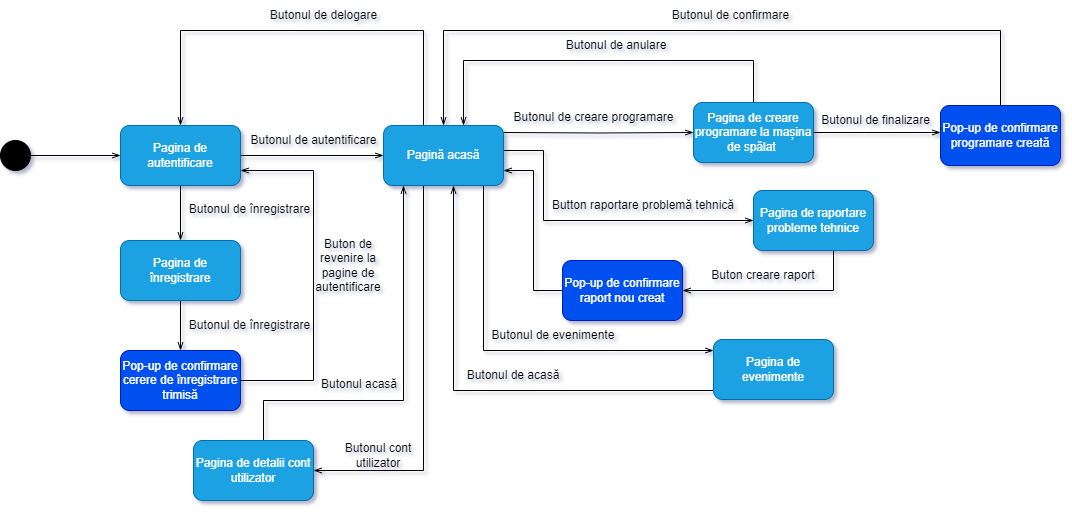 Butonul de delogare
Butonul de confirmare
Butonul de anulare
Pagina de
autentificare
Butonul de autentificare
Pagină acasă
Butonul de creare programare
Pagina de creare
programare la mașina
de spălat
Butonul de finalizare
Pop-up de confirmare
programare creată
Butonul de înregistrare
Button raportare problemă tehnică
Pagina de raportare
probleme tehnice
Pagina de
înregistrare
Buton de
revenire la
pagine de
autentificare
Buton creare raport
Pop-up de confirmare
raport nou creat
Butonul de înregistrare
Butonul de evenimente
Pagina de
evenimente
Pop-up de confirmare
cerere de înregistrare
trimisă
Butonul acasă
Butonul de acasă
Butonul cont
utilizator
Pagina de detalii cont
utilizator